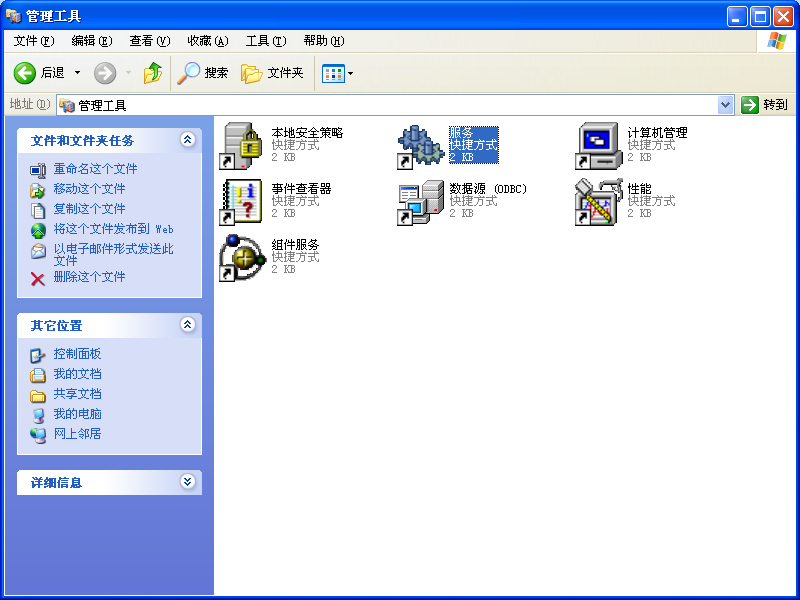 管理工具
文件(F) 编辑(E) 查看(V) 收藏(A) 工具(T) 帮助(H)
后退 搜索 文件夹
地址(D) 管理工具 转到
文件和文件夹任务
重命名这个文件
移动这个文件
复制这个文件
将这个文件发布到 Web
以电子邮件形式发送此
文件
删除这个文件
其它位置
控制面板
我的文档
共享文档
我的电脑
网上邻居
详细信息
本地安全策略
快捷方式
2 KB
服务
快捷方式
2 KB
计算机管理
快捷方式
2 KB
事件查看器
快捷方式
2 KB
数据源 (ODBC)
快捷方式
2 KB
性能
快捷方式
2 KB
组件服务
快捷方式
2 KB